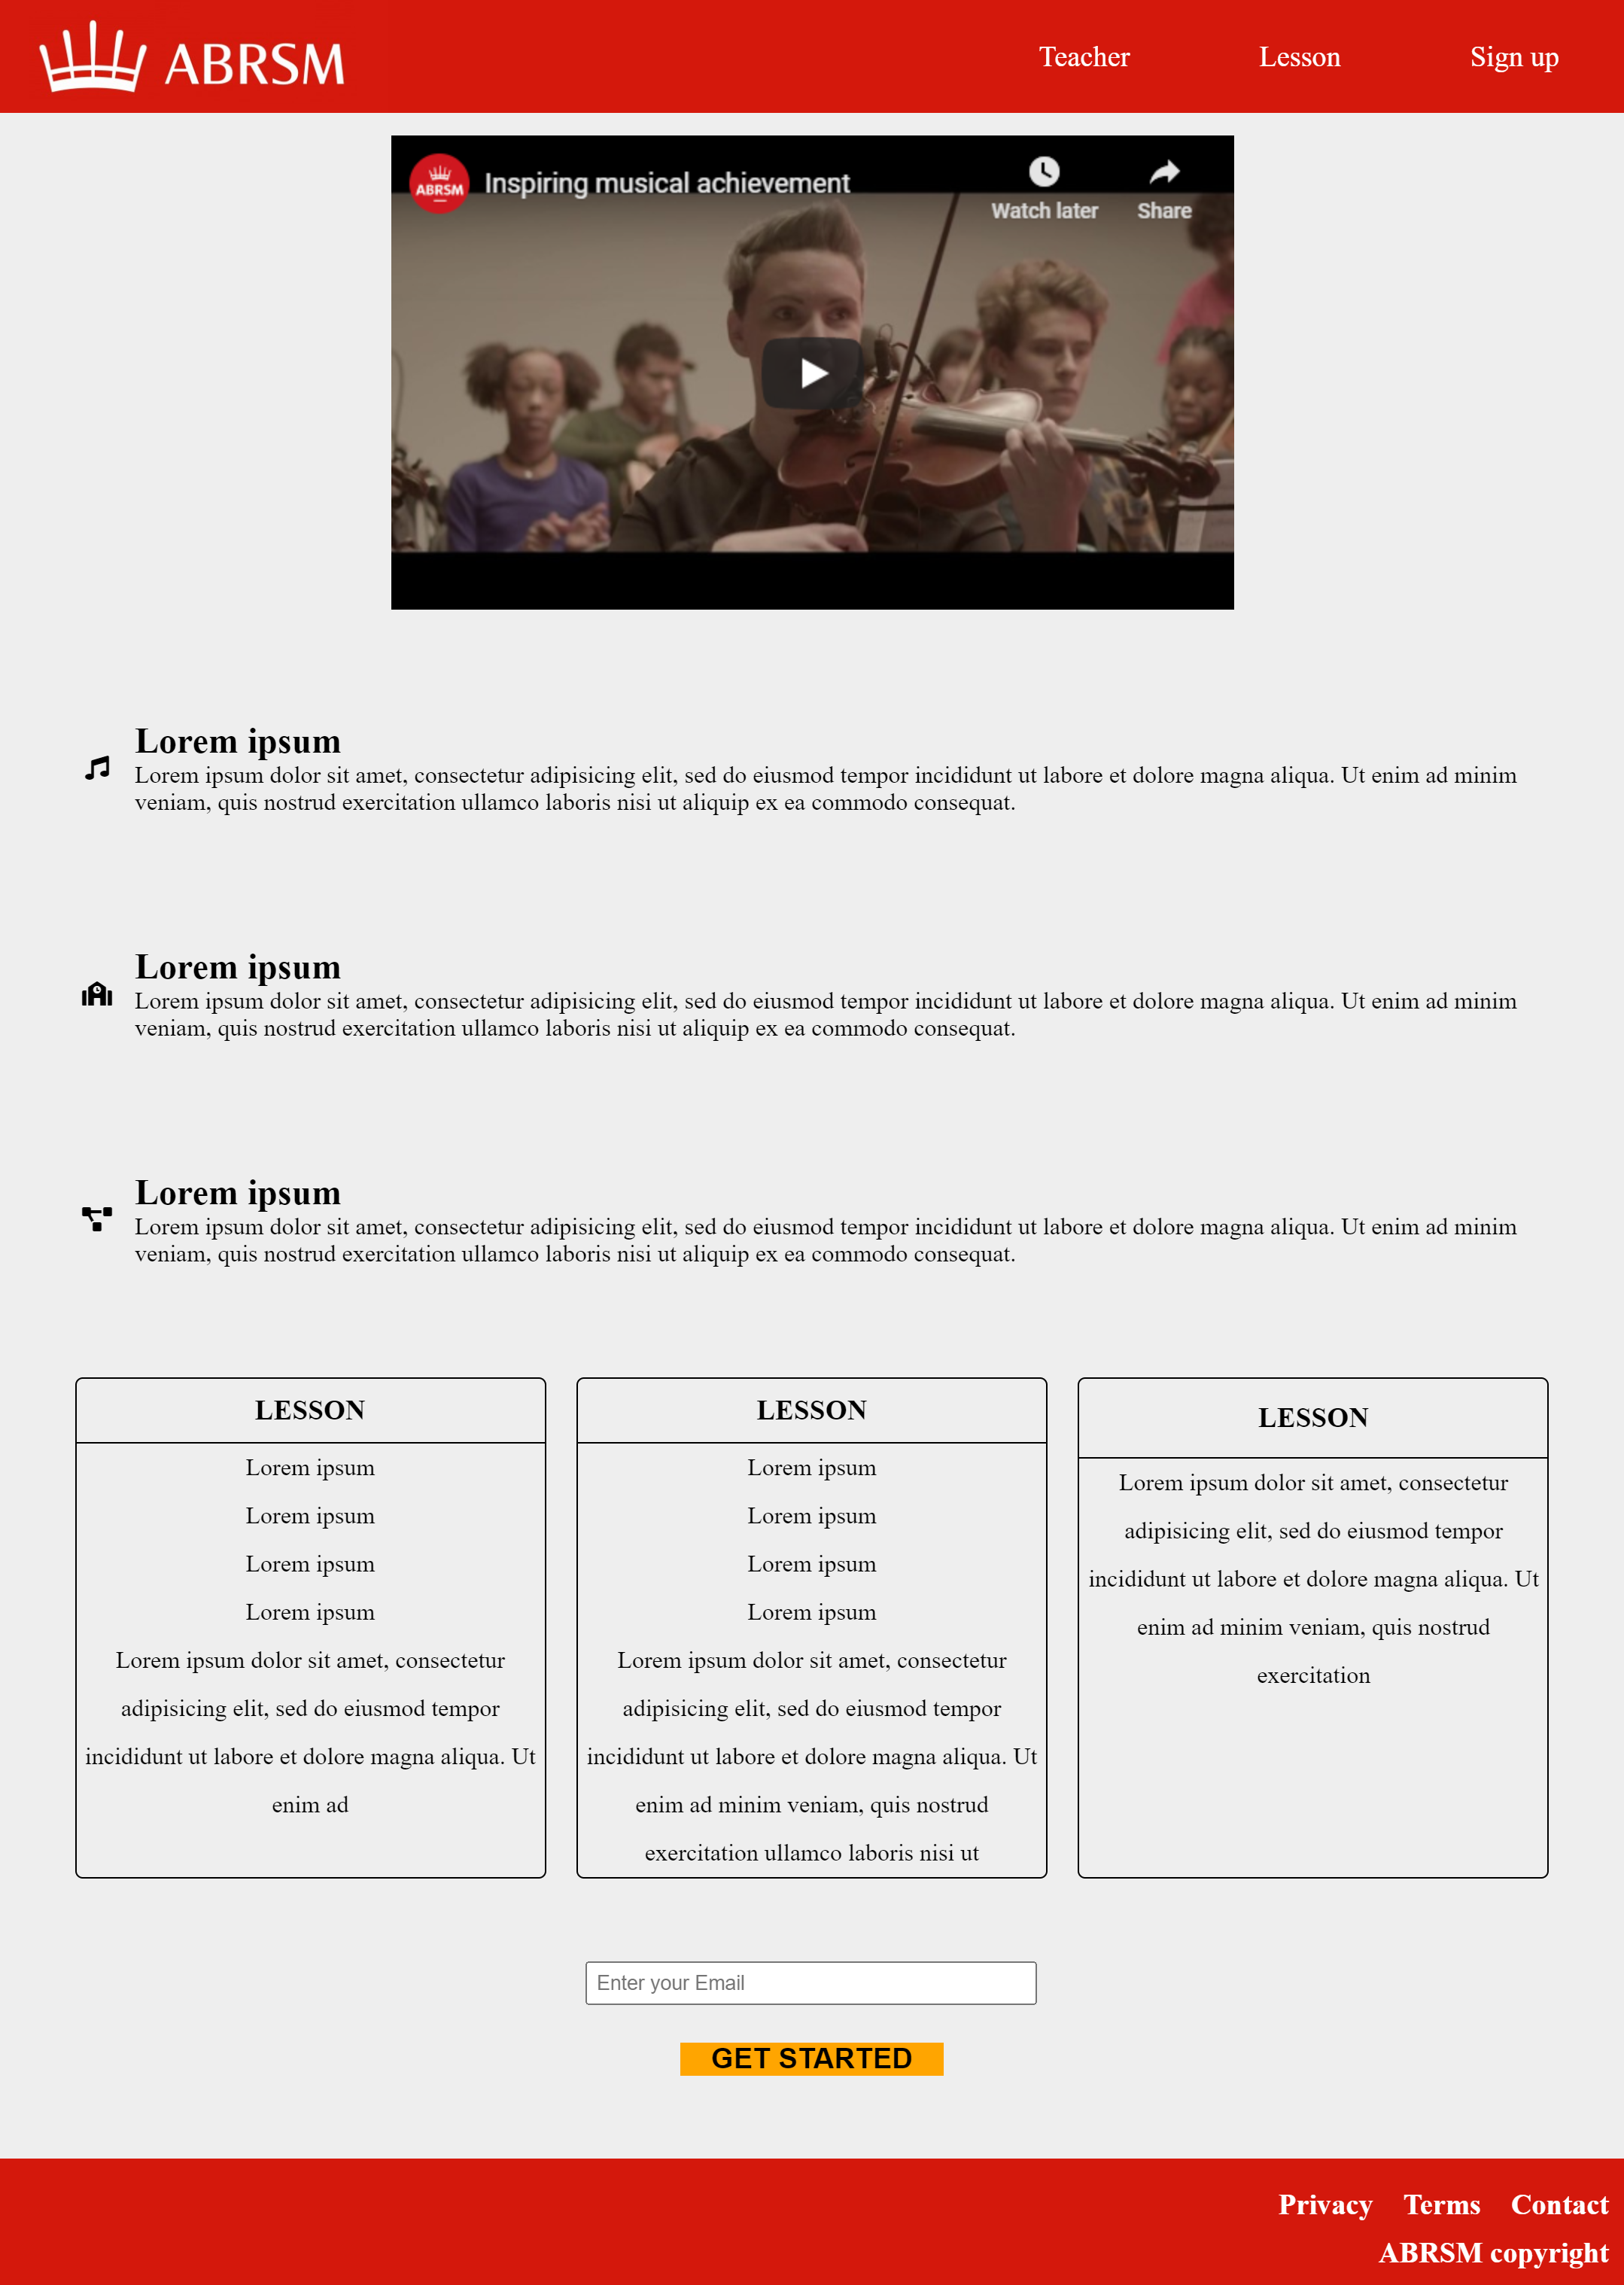 ABRSM
Teacher Lesson Sign up
ABRSM
Inspiring musical achievement
Watch later Share
Lorem ipsum
Lorem ipsum dolor sit amet, consectetur adipisicing elit, sed do eiusmod tempor incididunt ut labore et dolore magna aliqua. Ut enim ad minim
veniam, quis nostrud exercitation ullamco laboris nisi ut aliquip ex ea commodo consequat.
Lorem ipsum
Lorem ipsum dolor sit amet, consectetur adipisicing elit, sed do eiusmod tempor incididunt ut labore et dolore magna aliqua. Ut enim ad minim
veniam, quis nostrud exercitation ullamco laboris nisi ut aliquip ex ea commodo consequat.
Lorem ipsum
Lorem ipsum dolor sit amet, consectetur adipisicing elit, sed do eiusmod tempor incididunt ut labore et dolore magna aliqua. Ut enim ad minim
veniam, quis nostrud exercitation ullamco laboris nisi ut aliquip ex ea commodo consequat.
LESSON
Lorem ipsum
Lorem ipsum
Lorem ipsum
Lorem ipsum
Lorem ipsum dolor sit amet, consectetur
adipisicing elit, sed do eiusmod tempor
incididunt ut labore et dolore magna aliqua. Ut
enim ad
LESSON
Lorem ipsum
Lorem ipsum
Lorem ipsum
Lorem ipsum
Lorem ipsum dolor sit amet, consectetur
adipisicing elit, sed do eiusmod tempor
incididunt ut labore et dolore magna aliqua. Ut
enim ad minim veniam, quis nostrud
exercitation ullamco laboris nisi ut
LESSON
Lorem ipsum dolor sit amet, consectetur
adipisicing elit, sed do eiusmod tempor
incididunt ut labore et dolore magna aliqua. Ut
enim ad minim veniam, quis nostrud
exercitation
Enter your Email
GET STARTED
Privacy Terms Contact
ABRSM copyright